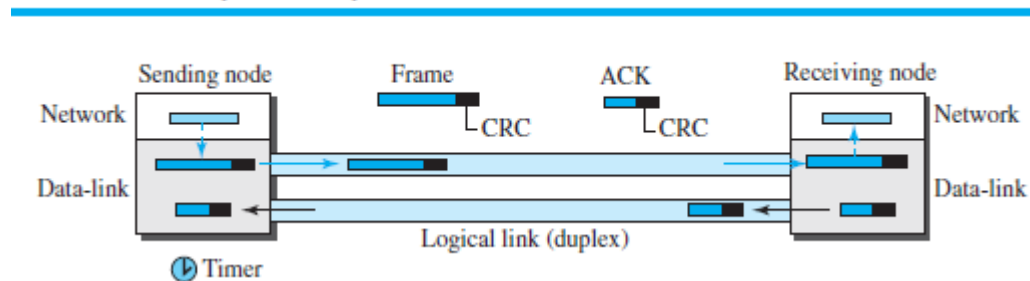 Sending node
Frame
ACK
Receiving node
Network
CRC
CRC
Network
Data-link
Data-link
Logical link (duplex)
Timer